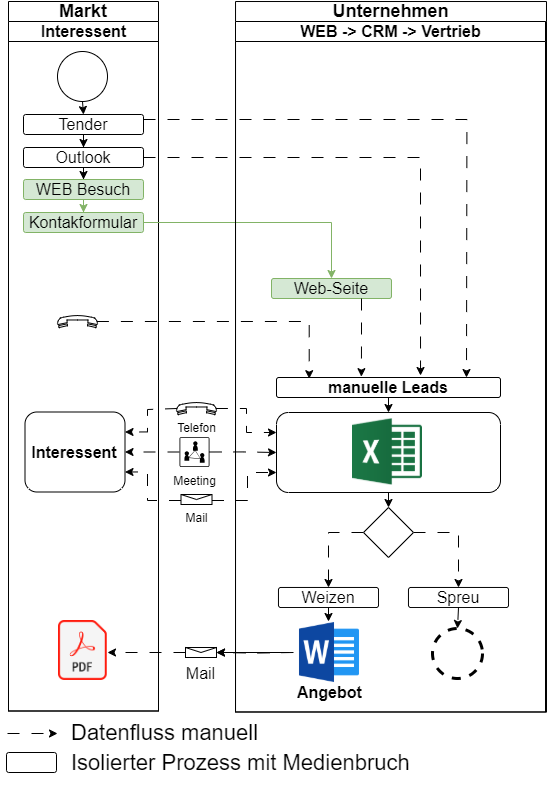 Markt
Unternehmen
Interessent
WEB -> CRM -> Vertrieb
Tender
Outlook
WEB Besuch
Kontakformular
Web-Seite
manuelle Leads
Interessent
Telefon
X
Meeting
Mail
Weizen
Spreu
PDF
W
Mail
Angebot
Datenfluss manuell
Isolierter Prozess mit Medienbruch